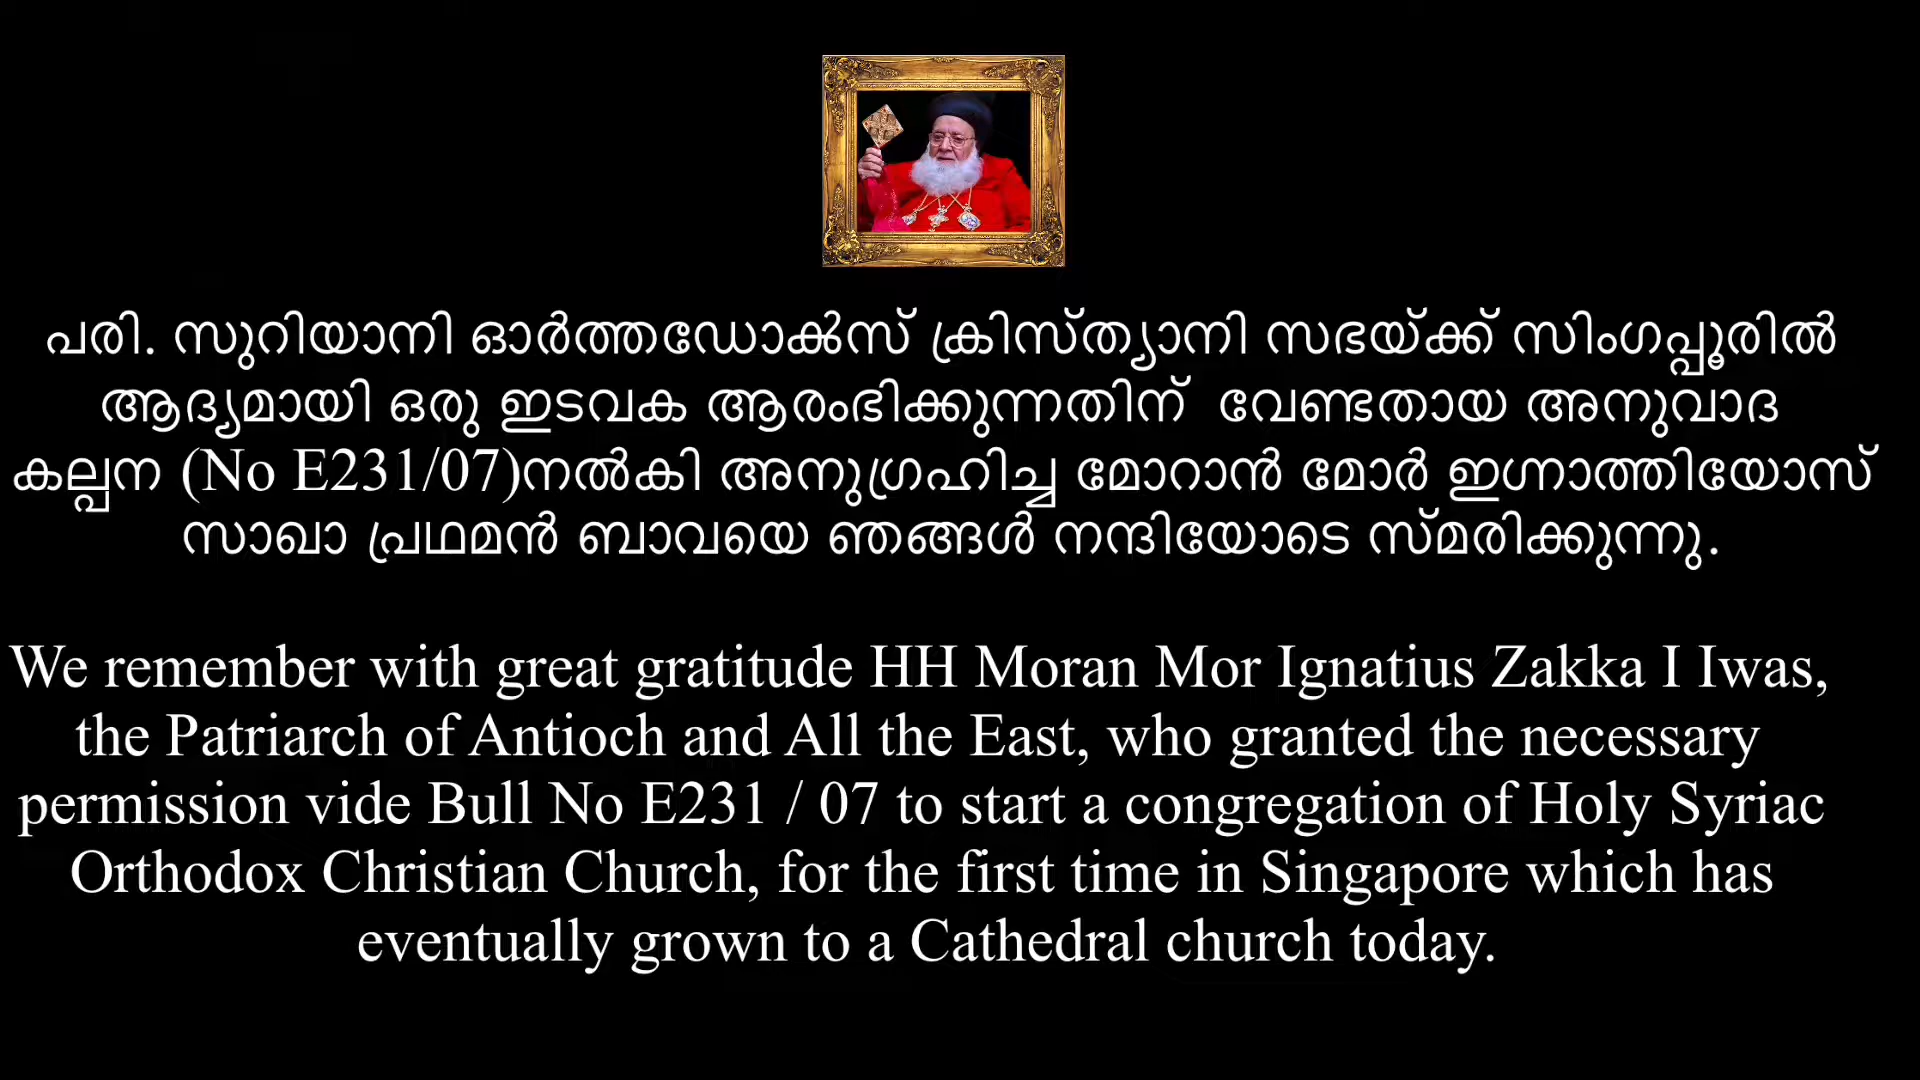 പരി. സുറിയാനി ഓർത്തഡോക്സ് ക്രിസ്ത്യാനി സഭയ്ക്ക് സിംഗപ്പൂരിൽ
ആദ്യമായി ഒരു ഇടവക ആരംഭിക്കുന്നതിന് വേണ്ടതായ അനുവാദ
കല്പന (No E231/07)നൽകി അനുഗ്രഹിച്ച മോറാൻ മോർ ഇഗ്നാത്തിയോസ്
സാഖാ പ്രഥമൻ ബാവയെ ഞങ്ങൾ നന്ദിയോടെ സ്മരിക്കുന്നു.
We remember with great gratitude HH Moran Mor Ignatius Zakka I Iwas,
the Patriarch of Antioch and All the East, who granted the necessary
permission vide Bull No E231 / 07 to start a congregation of Holy Syriac
Orthodox Christian Church, for the first time in Singapore which has
eventually grown to a Cathedral church today.